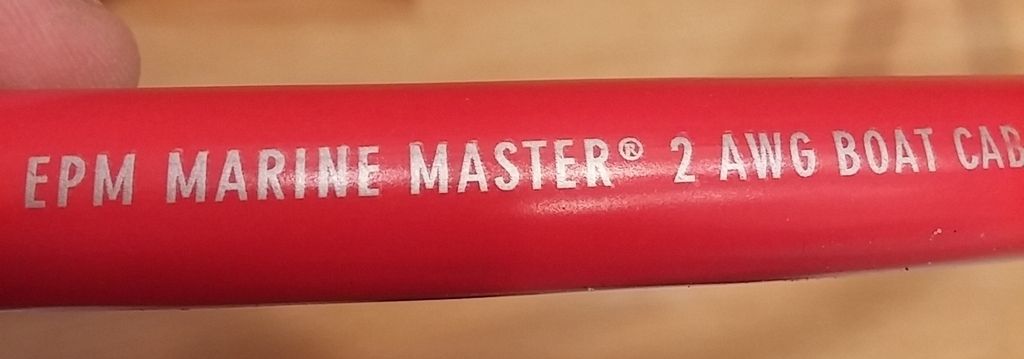 EPM MARINE MASTER® 2 AWG BOAT CAB